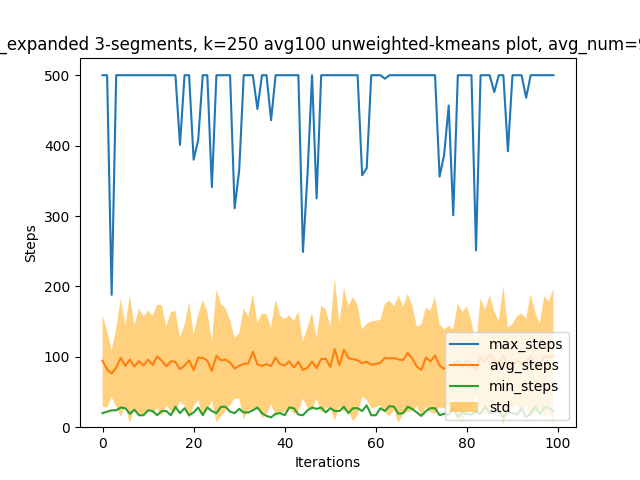 _expanded 3-segments, k=250 avg100 unweighted-kmeans plot, avg_num=9
500
400
300
200
100
0
Steps
max_steps
avg_steps
min_steps
std
0 20 40 60 80 100
Iterations